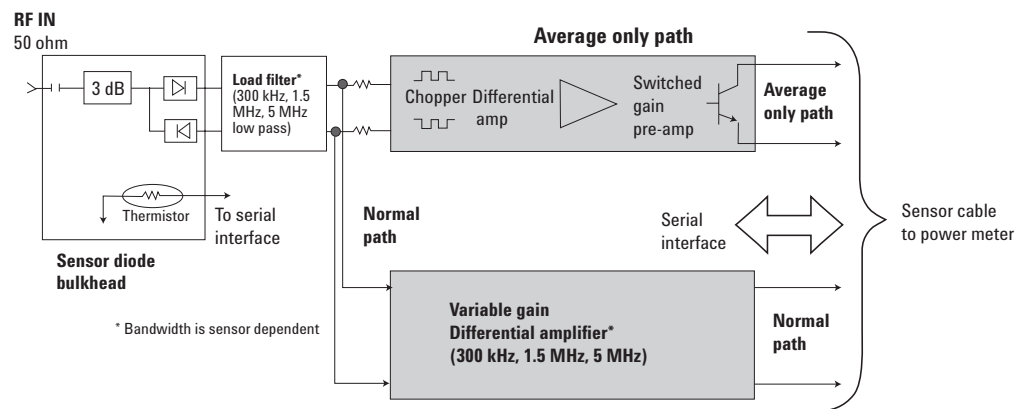 RF IN
50 ohm
3 dB
Load filter*
(300 kHz, 1.5
MHz, 5 MHz
low pass)
Thermistor
To serial
interface
Sensor diode
bulkhead
* Bandwidth is sensor dependent
Average only path
Chopper
Differential
amp
Switched
gain
pre-amp
Average
only path
Normal
path
Serial
interface
Sensor cable
to power meter
Variable gain
Differential amplifier*
(300 kHz, 1.5 MHz, 5 MHz)
Normal
path